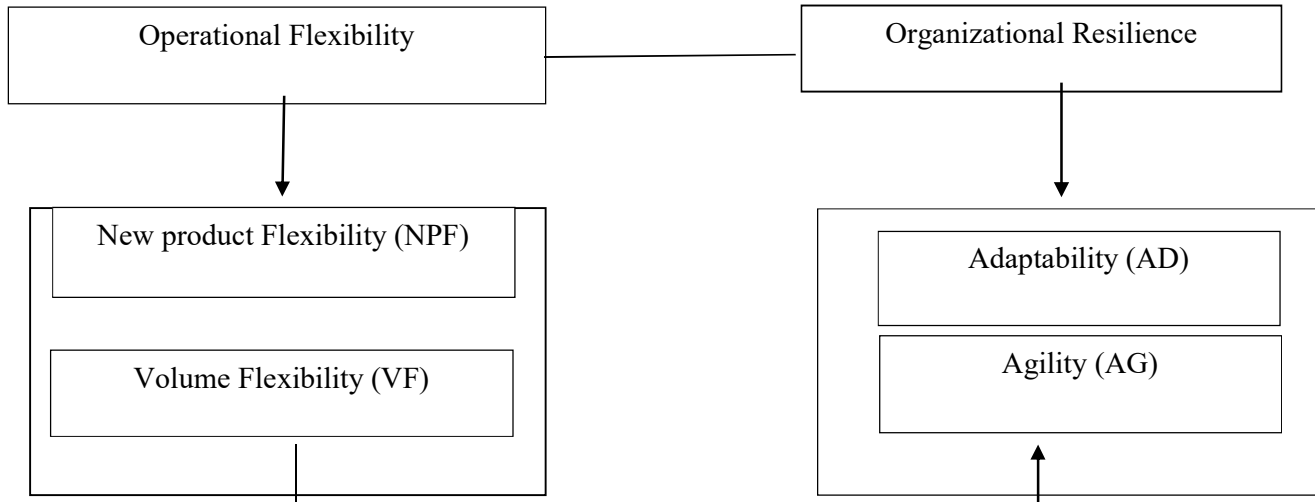 Operational Flexibility
Organizational Resilience
New product Flexibility (NPF)
Volume Flexibility (VF)
Adaptability (AD)
Agility (AG)